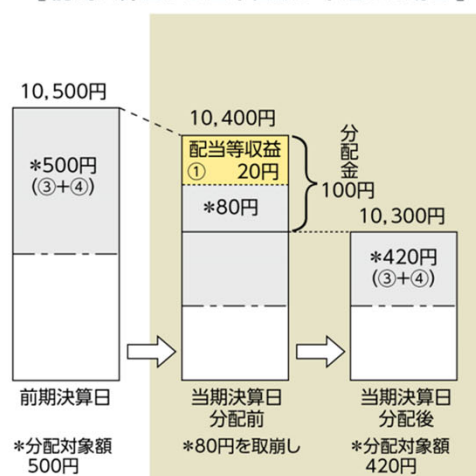 10,500円
*500円
(③+④)
前期決算日
*分配対象額
500円
10,400円
配当等収益
① 20円
*80円
分配金
100円
当期決算日
分配前
*80円を取崩し
10,300円
*420円
(③+④)
当期決算日
分配後
*分配対象額
420円